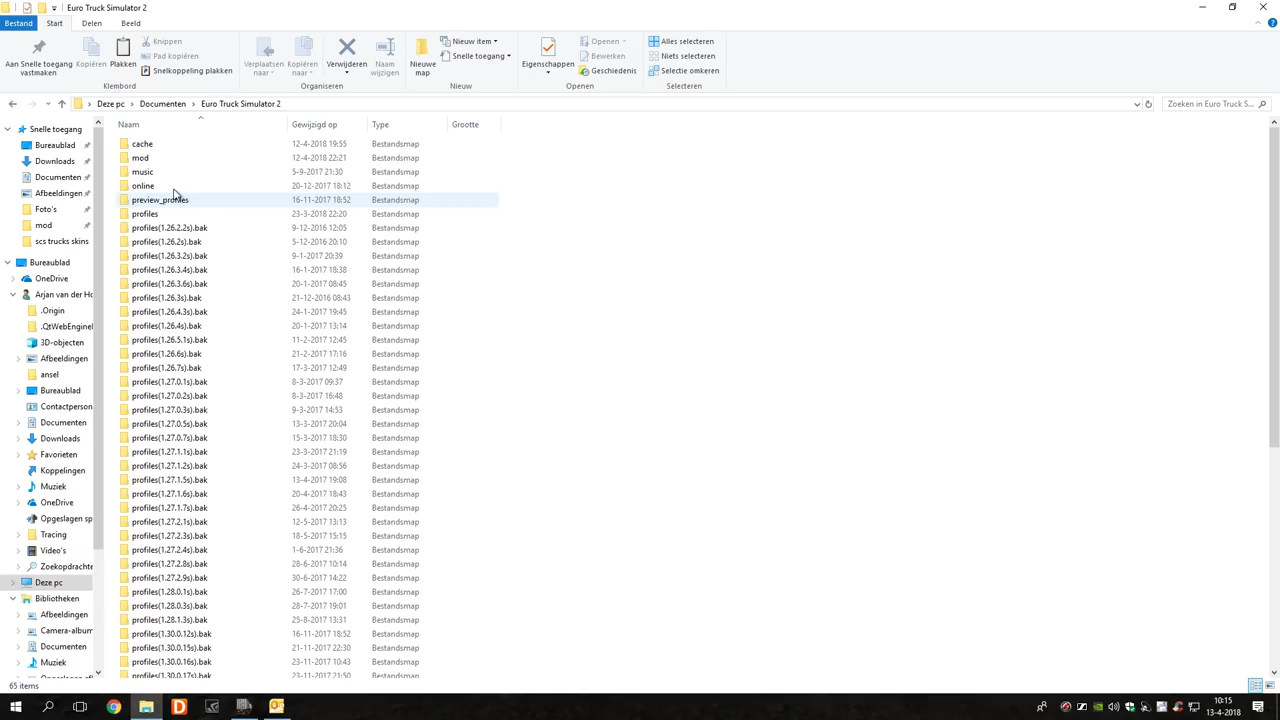 Euro Truck Simulator 2
Bestand Start Delen Beeld
Aan Snelle toegang vastmaken
Kopiëren
Plakken
Knippen
Pad kopiëren
Snelkoppeling plakken
Klembord
Verplaatsen naar
Kopiëren naar
Verwijderen
Naam wijzigen
Organiseren
Nieuwe map
Nieuw item
Snelle toegang
Nieuw
Eigenschappen
Openen
Bewerken
Geschiedenis
Openen
Alles selecteren
Niets selecteren
Selectie omkeren
Selecteren
Deze pc > Documenten > Euro Truck Simulator 2
Zoeken in Euro Truck S...
Snelle toegang
Bureaublad
Downloads
Documenten
Afbeeldingen
Foto's
mod
scs trucks skins
Bureaublad
OneDrive
Arjan van der Ho
.Origin
.QtWebEngineI
3D-objecten
Afbeeldingen
ansel
Bureaublad
Contactperson
Documenten
Downloads
Favorieten
Koppelingen
Muziek
OneDrive
Opgeslagen sp
Tracing
Video's
Zoekopdrachte
Deze pc
Bibliotheken
Afbeeldingen
Camera-album
Documenten
Muziek
Naam Gewijzigd op Type Grootte
cache 12-4-2018 19:55 Bestandsmap
mod 12-4-2018 22:21 Bestandsmap
music 5-9-2017 21:30 Bestandsmap
online 20-12-2017 18:12 Bestandsmap
preview_profiles 16-11-2017 18:52 Bestandsmap
profiles 23-3-2018 22:20 Bestandsmap
profiles(1.26.2.2s).bak 9-12-2016 12:05 Bestandsmap
profiles(1.26.2s).bak 5-12-2016 20:10 Bestandsmap
profiles(1.26.3.2s).bak 9-1-2017 20:39 Bestandsmap
profiles(1.26.3.4s).bak 16-1-2017 18:38 Bestandsmap
profiles(1.26.3.6s).bak 20-1-2017 08:45 Bestandsmap
profiles(1.26.3s).bak 21-12-2016 08:43 Bestandsmap
profiles(1.26.4.3s).bak 24-1-2017 19:45 Bestandsmap
profiles(1.26.4s).bak 20-1-2017 13:14 Bestandsmap
profiles(1.26.5.1s).bak 11-2-2017 12:45 Bestandsmap
profiles(1.26.6s).bak 21-2-2017 17:16 Bestandsmap
profiles(1.26.7s).bak 17-3-2017 12:49 Bestandsmap
profiles(1.27.0.1s).bak 8-3-2017 09:37 Bestandsmap
profiles(1.27.0.2s).bak 8-3-2017 16:48 Bestandsmap
profiles(1.27.0.3s).bak 9-3-2017 14:53 Bestandsmap
profiles(1.27.0.5s).bak 13-3-2017 20:04 Bestandsmap
profiles(1.27.0.7s).bak 15-3-2017 18:30 Bestandsmap
profiles(1.27.1.1s).bak 23-3-2017 21:19 Bestandsmap
profiles(1.27.1.2s).bak 24-3-2017 08:56 Bestandsmap
profiles(1.27.1.5s).bak 13-4-2017 19:08 Bestandsmap
profiles(1.27.1.6s).bak 20-4-2017 18:43 Bestandsmap
profiles(1.27.1.7s).bak 26-4-2017 20:25 Bestandsmap
profiles(1.27.2.1s).bak 12-5-2017 13:13 Bestandsmap
profiles(1.27.2.3s).bak 18-5-2017 15:15 Bestandsmap
profiles(1.27.2.4s).bak 1-6-2017 21:36 Bestandsmap
profiles(1.27.2.8s).bak 28-6-2017 10:14 Bestandsmap
profiles(1.27.2.9s).bak 30-6-2017 14:22 Bestandsmap
profiles(1.28.0.1s).bak 26-7-2017 17:00 Bestandsmap
profiles(1.28.0.3s).bak 28-7-2017 19:01 Bestandsmap
profiles(1.28.1.3s).bak 25-8-2017 13:31 Bestandsmap
profiles(1.30.0.12s).bak 16-11-2017 18:52 Bestandsmap
profiles(1.30.0.15s).bak 21-11-2017 22:30 Bestandsmap
profiles(1.30.0.16s).bak 23-11-2017 10:43 Bestandsmap
profiles(1.30.0.17s).bak 23-11-2017 21:50 Bestandsmap
65 items
10:15
13-4-2018